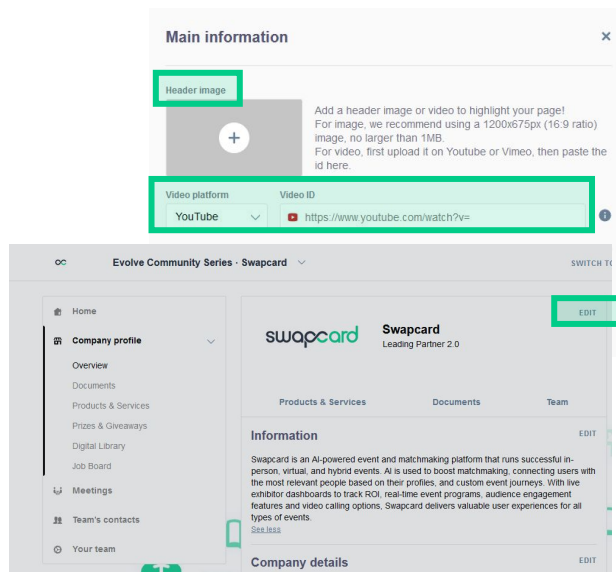 Main information
Header image
Add a header image or video to highlight your page!
For image, we recommend using a 1200x675px (16:9 ratio)
image, no larger than 1MB.
For video, first upload it on Youtube or Vimeo, then paste the
id here.
Video platform Video ID
YouTube https://www.youtube.com/watch?v=
Evolve Community Series · Swapcard SWITCH TO
Home
Company profile
Overview
Documents
Products & Services
Prizes & Giveaways
Digital Library
Job Board
Meetings
Team's contacts
Your team
EDIT
swapcard
Swapcard
Leading Partner 2.0
Products & Services Documents Team
Information EDIT
Swapcard is an AI-powered event and matchmaking platform that runs successful in-
person, virtual, and hybrid events. AI is used to boost matchmaking, connecting users with
the most relevant people based on their profiles, and custom event journeys. With live
exhibitor dashboards to track ROI, real-time event programs, audience engagement
features and video calling options, Swapcard delivers valuable user experiences for all
types of events.
See less
Company details EDIT